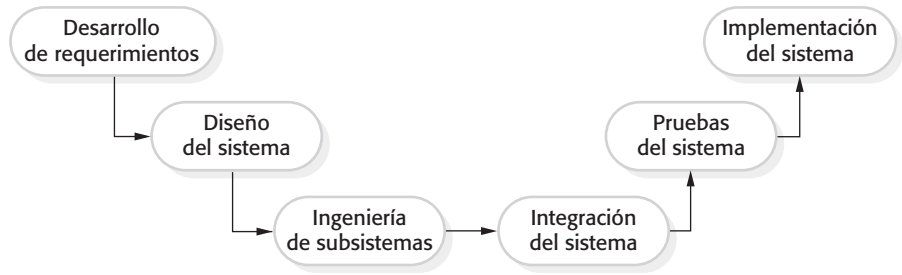 Desarrollo
de requerimientos
Diseño
del sistema
Ingeniería
de subsistemas
Integración
del sistema
Pruebas
del sistema
Implementación
del sistema